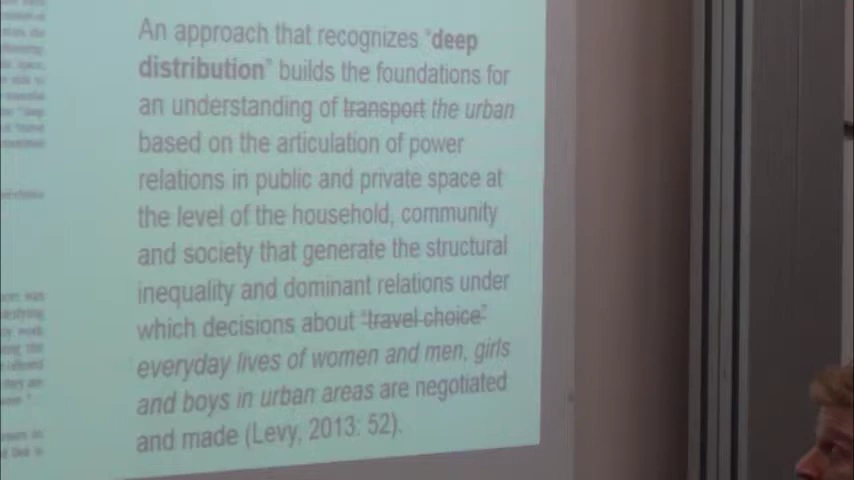 An approach that recognizes "deep
distribution" builds the foundations for
an understanding of transport the urban
based on the articulation of power
relations in public and private space at
the level of the household, community
and society that generate the structural
inequality and dominant relations under
which decisions about "travel choice"
everyday lives of women and men, girls
and boys in urban areas are negotiated
and made (Levy, 2013: 52).